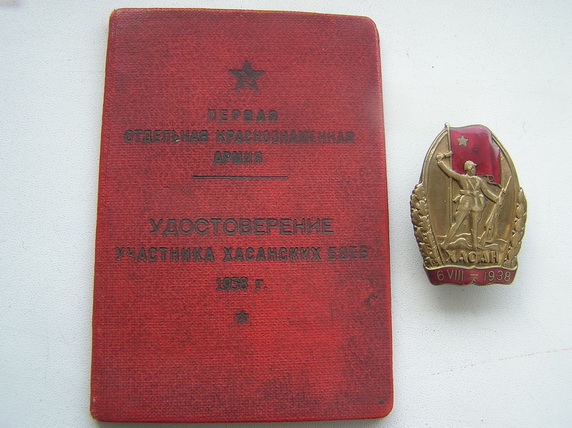 ПЕРВАЯ
ОТДЕЛЬНАЯ КРАСНОЗНАМЕННАЯ
АРМИЯ
УДОСТОВЕРЕНИЕ
УЧАСТНИКА ХАСАНСКИХ БОЕВ
1938 г.
ХАСАН
6 VIII 1938